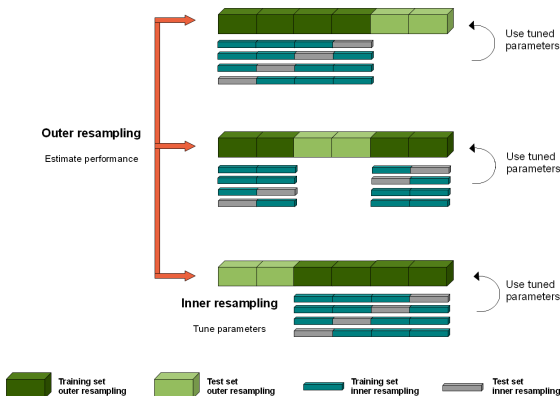 Use tuned
parameters
Outer resampling
Estimate performance
Use tuned
parameters
Use tuned
parameters
Inner resampling
Tune parameters
Training set
outer resampling
Test set
outer resampling
Training set
inner resampling
Test set
inner resampling